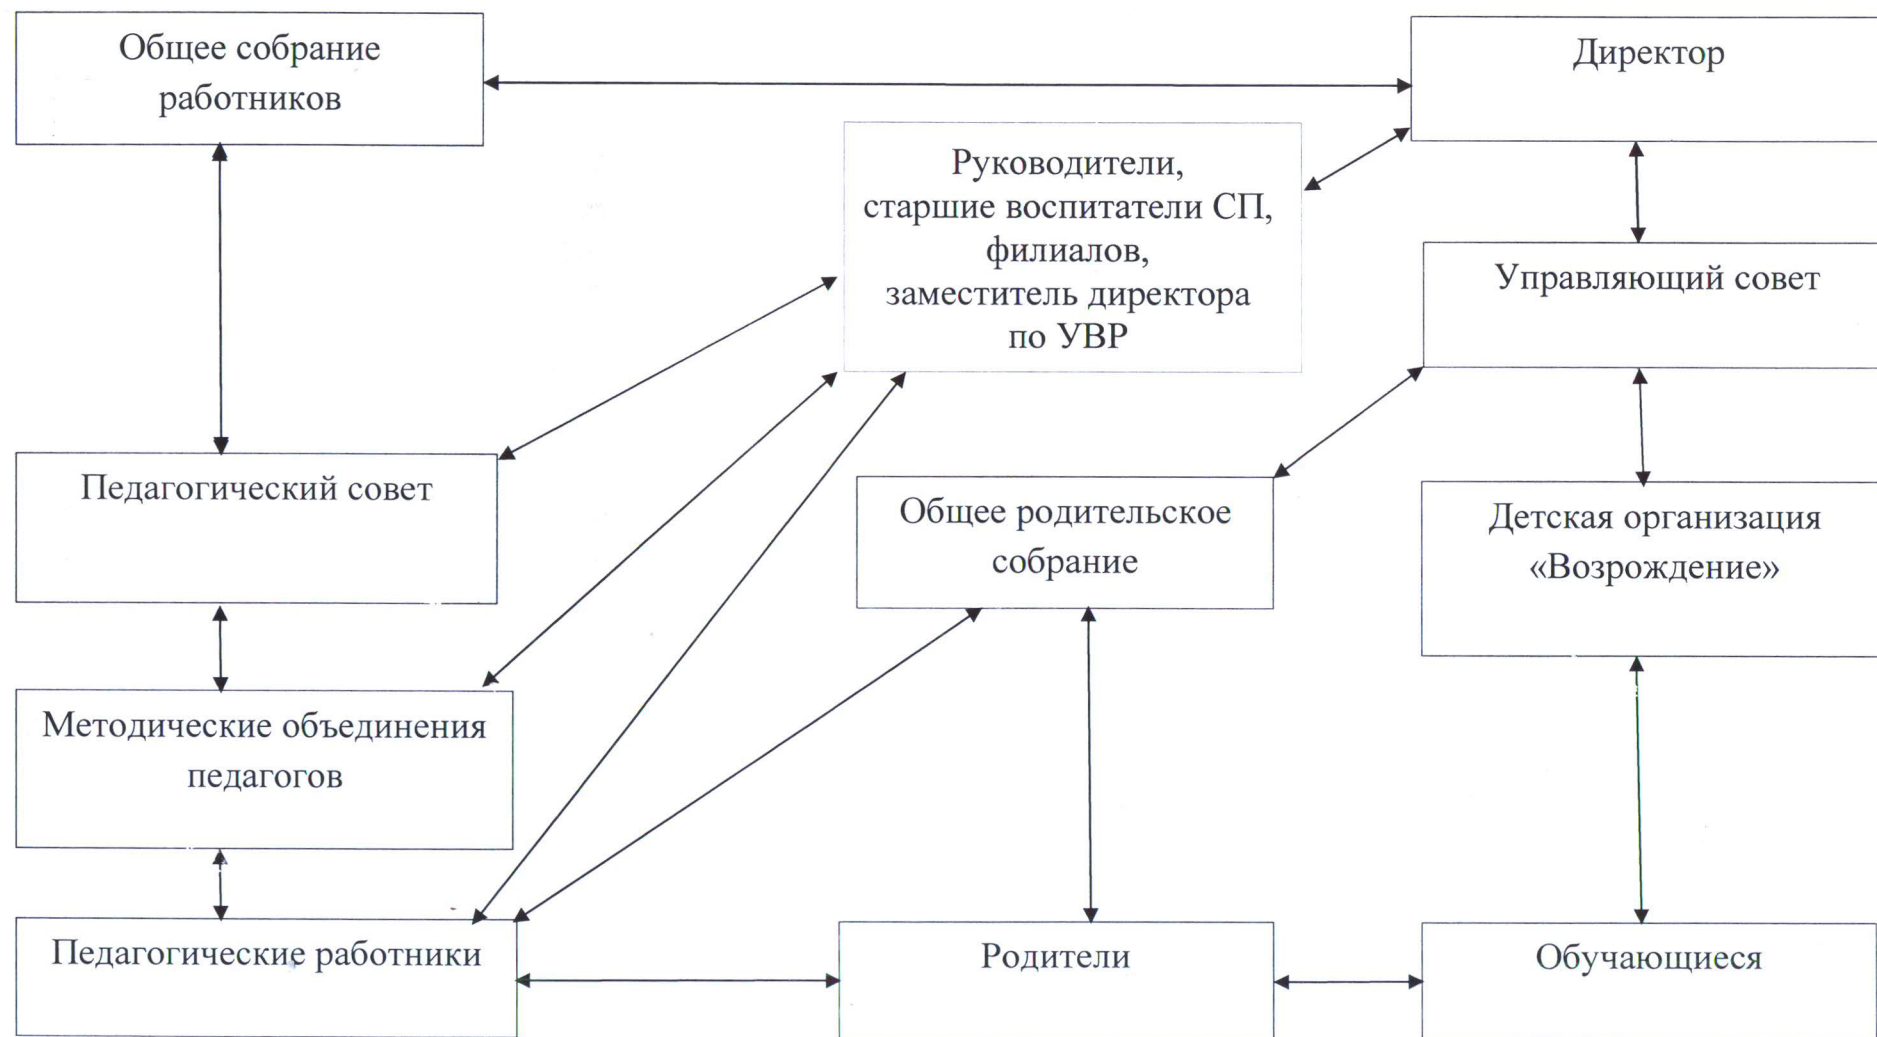 Общее собрание
работников
Директор
Руководители,
старшие воспитатели СП,
филиалов,
заместитель директора
по УВР
Управляющий совет
Педагогический совет
Общее родительское
собрание
Детская организация
«Возрождение»
Методические объединения
педагогов
Педагогические работники
Родители
Обучающиеся